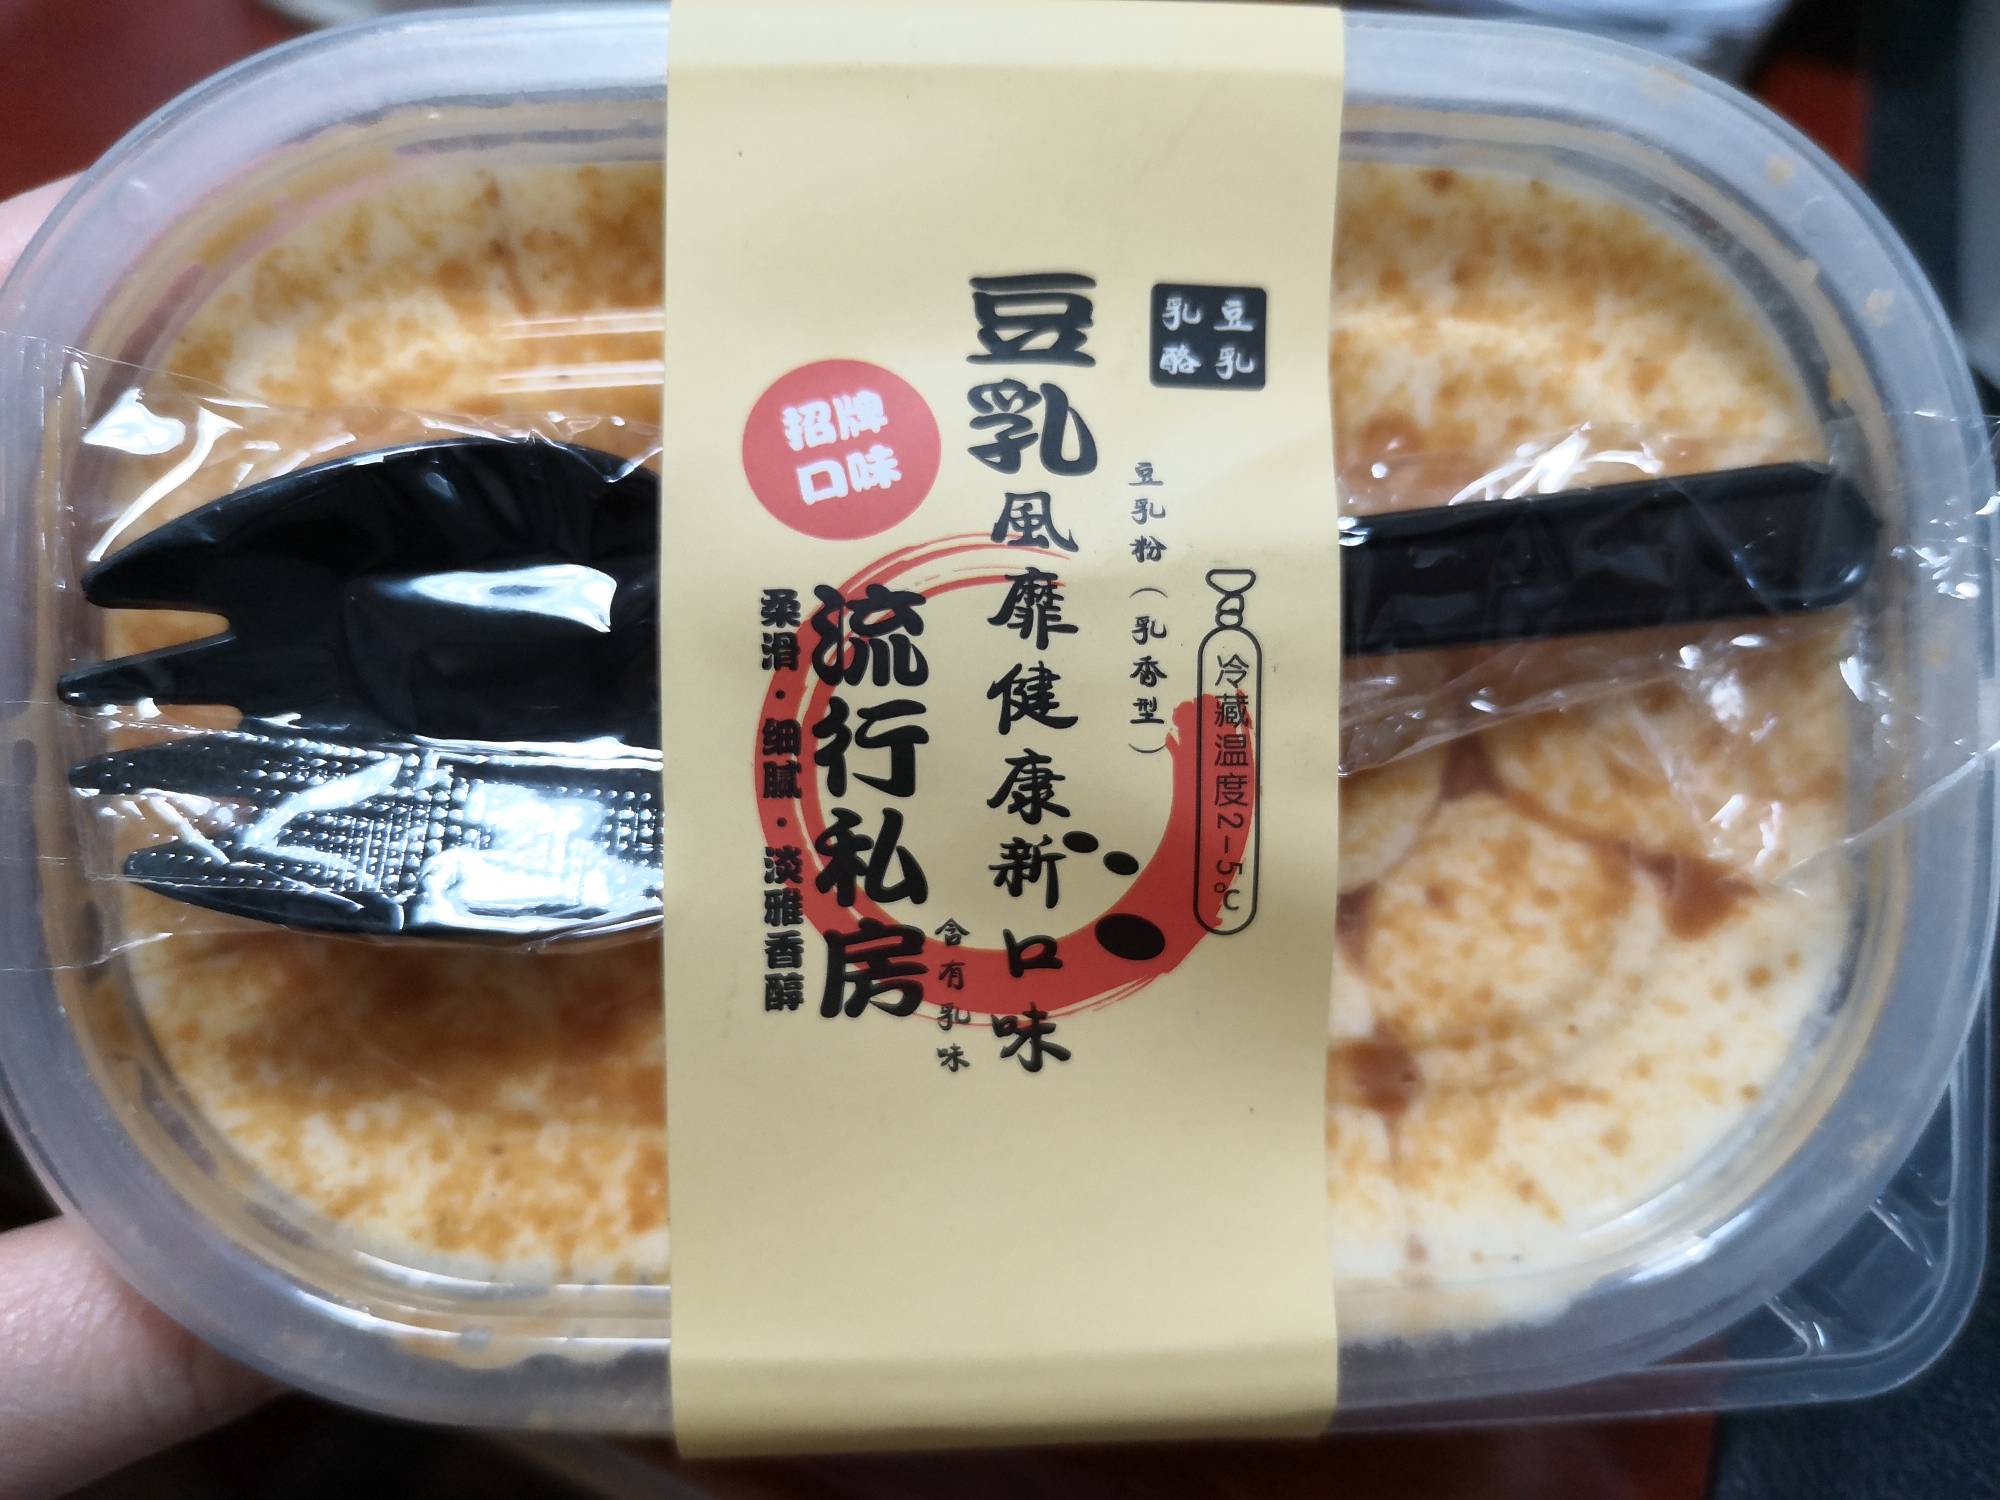 豆乳
乳酪
冷藏温度2-5°C
豆乳粉（乳香型）
豆乳風靡健康新口味
含有乳味
招牌
口味
流行私房
柔滑·细腻·淡雅香醇